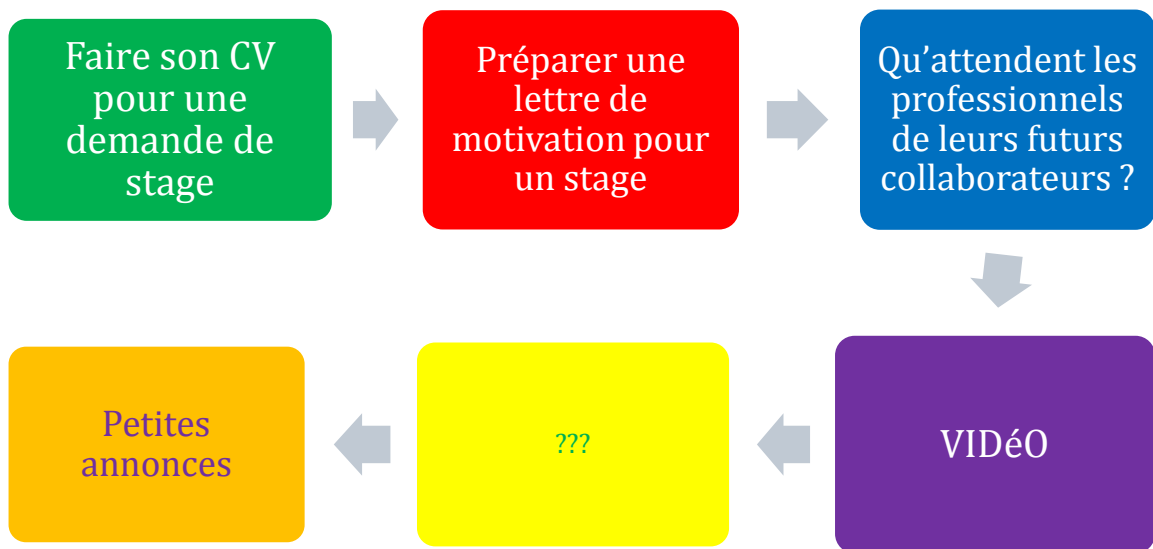 Faire son CV
pour une
demande de
stage
Préparer une
lettre de
motivation pour
un stage
Qu’attendent les
professionnels
de leurs futurs
collaborateurs ?
VIDéO
???
Petites
annonces